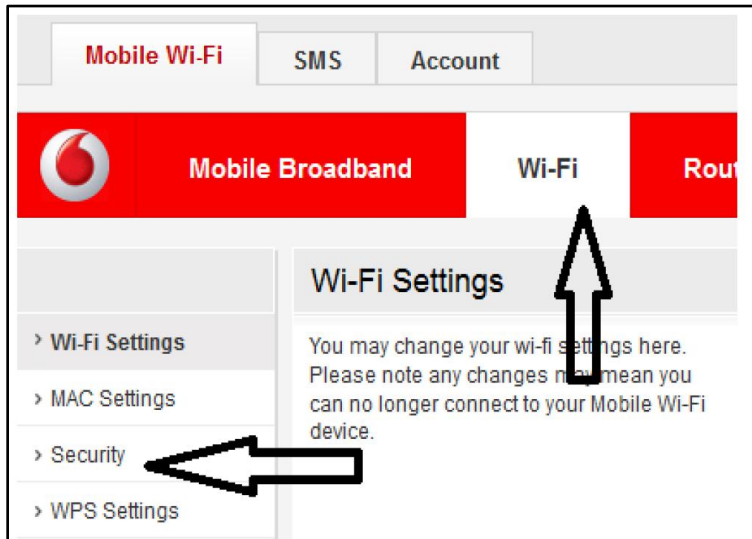 Mobile Wi-Fi SMS Account
Mobile Broadband Wi-Fi Rout
Wi-Fi Settings
> Wi-Fi Settings
> MAC Settings
> Security
> WPS Settings
You may change your wi-fi settings here.
Please note any changes may mean you
can no longer connect to your Mobile Wi-Fi
device.